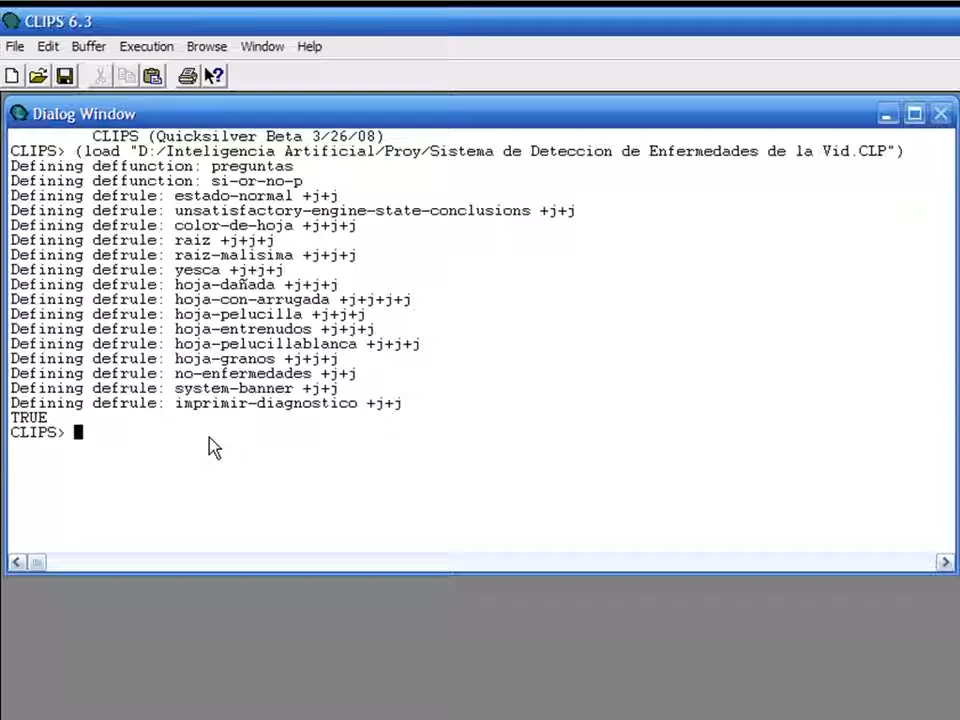 CLIPS 6.3
File Edit Buffer Execution Browse Window Help
Dialog Window
CLIPS (Quicksilver Beta 3/26/08)
CLIPS> (load "D:/Inteligencia Artificial/Proy/Sistema de Deteccion de Enfermedades de la Vid.CLP")
Defining deffunction: preguntas
Defining deffunction: si-or-no-p
Defining defrule: estado-normal +j+j
Defining defrule: unsatisfactory-engine-state-conclusions +j+j
Defining defrule: color-de-hoja +j+j+j
Defining defrule: raiz +j+j+j
Defining defrule: raiz-malisima +j+j+j
Defining defrule: yesca +j+j+j
Defining defrule: hoja-dañada +j+j+j
Defining defrule: hoja-con-arrugada +j+j+j+j
Defining defrule: hoja-pelucilla +j+j+j
Defining defrule: hoja-entrenudos +j+j+j
Defining defrule: hoja-pelucillablanca +j+j+j
Defining defrule: hoja-granos +j+j+j
Defining defrule: no-enfermedades +j+j
Defining defrule: system-banner +j+j
Defining defrule: imprimir-diagnostico +j+j
TRUE
CLIPS>